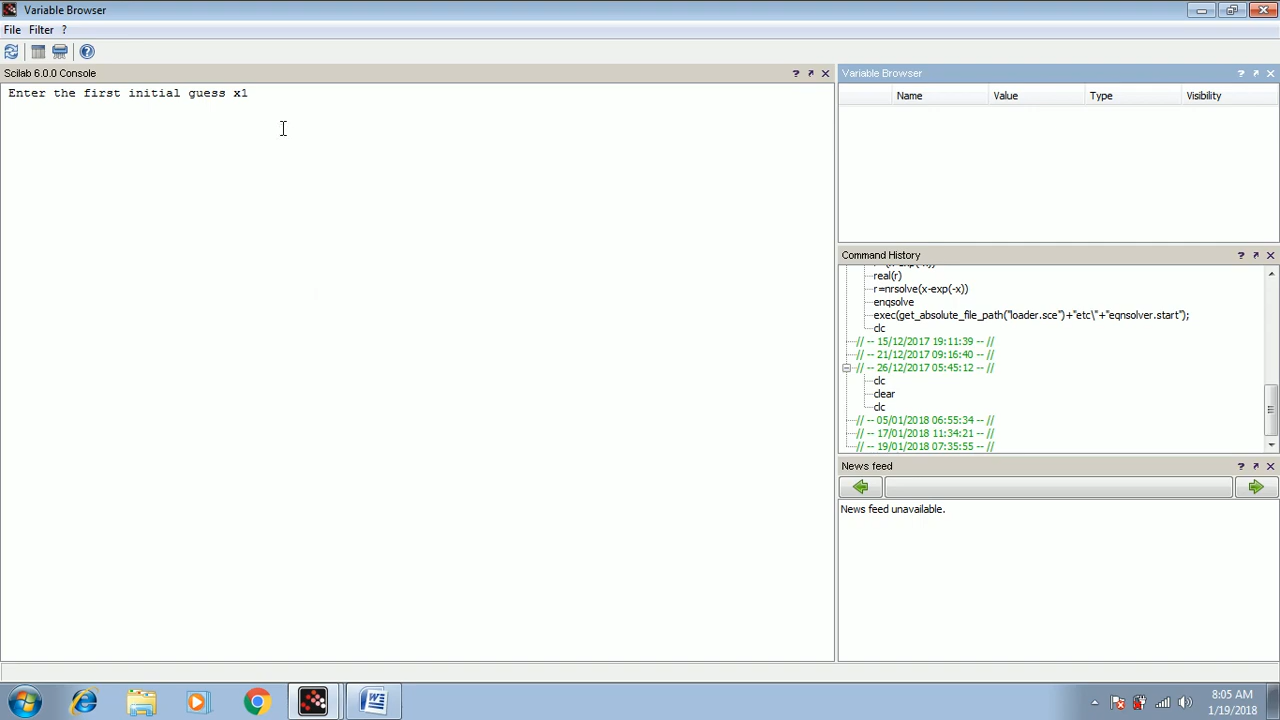 Variable Browser
File Filter ?
Scilab 6.0.0 Console ? Variable Browser ?
Enter the first initial guess x1
Name Value Type Visibility
Command History ?
real(r)
r=nrsolve(x-exp(-x))
enqsolve
exec(get_absolute_file_path("loader.sce")+"etc\"+"eqnsolver.start");
clc
// -- 15/12/2017 19:11:39 -- //
// -- 21/12/2017 09:16:40 -- //
// -- 26/12/2017 05:45:12 -- //
clc
clear
clc
// -- 05/01/2018 06:55:34 -- //
// -- 17/01/2018 11:34:21 -- //
// -- 19/01/2018 07:35:55 -- //
News feed ?
News feed unavailable.
8:05 AM
1/19/2018